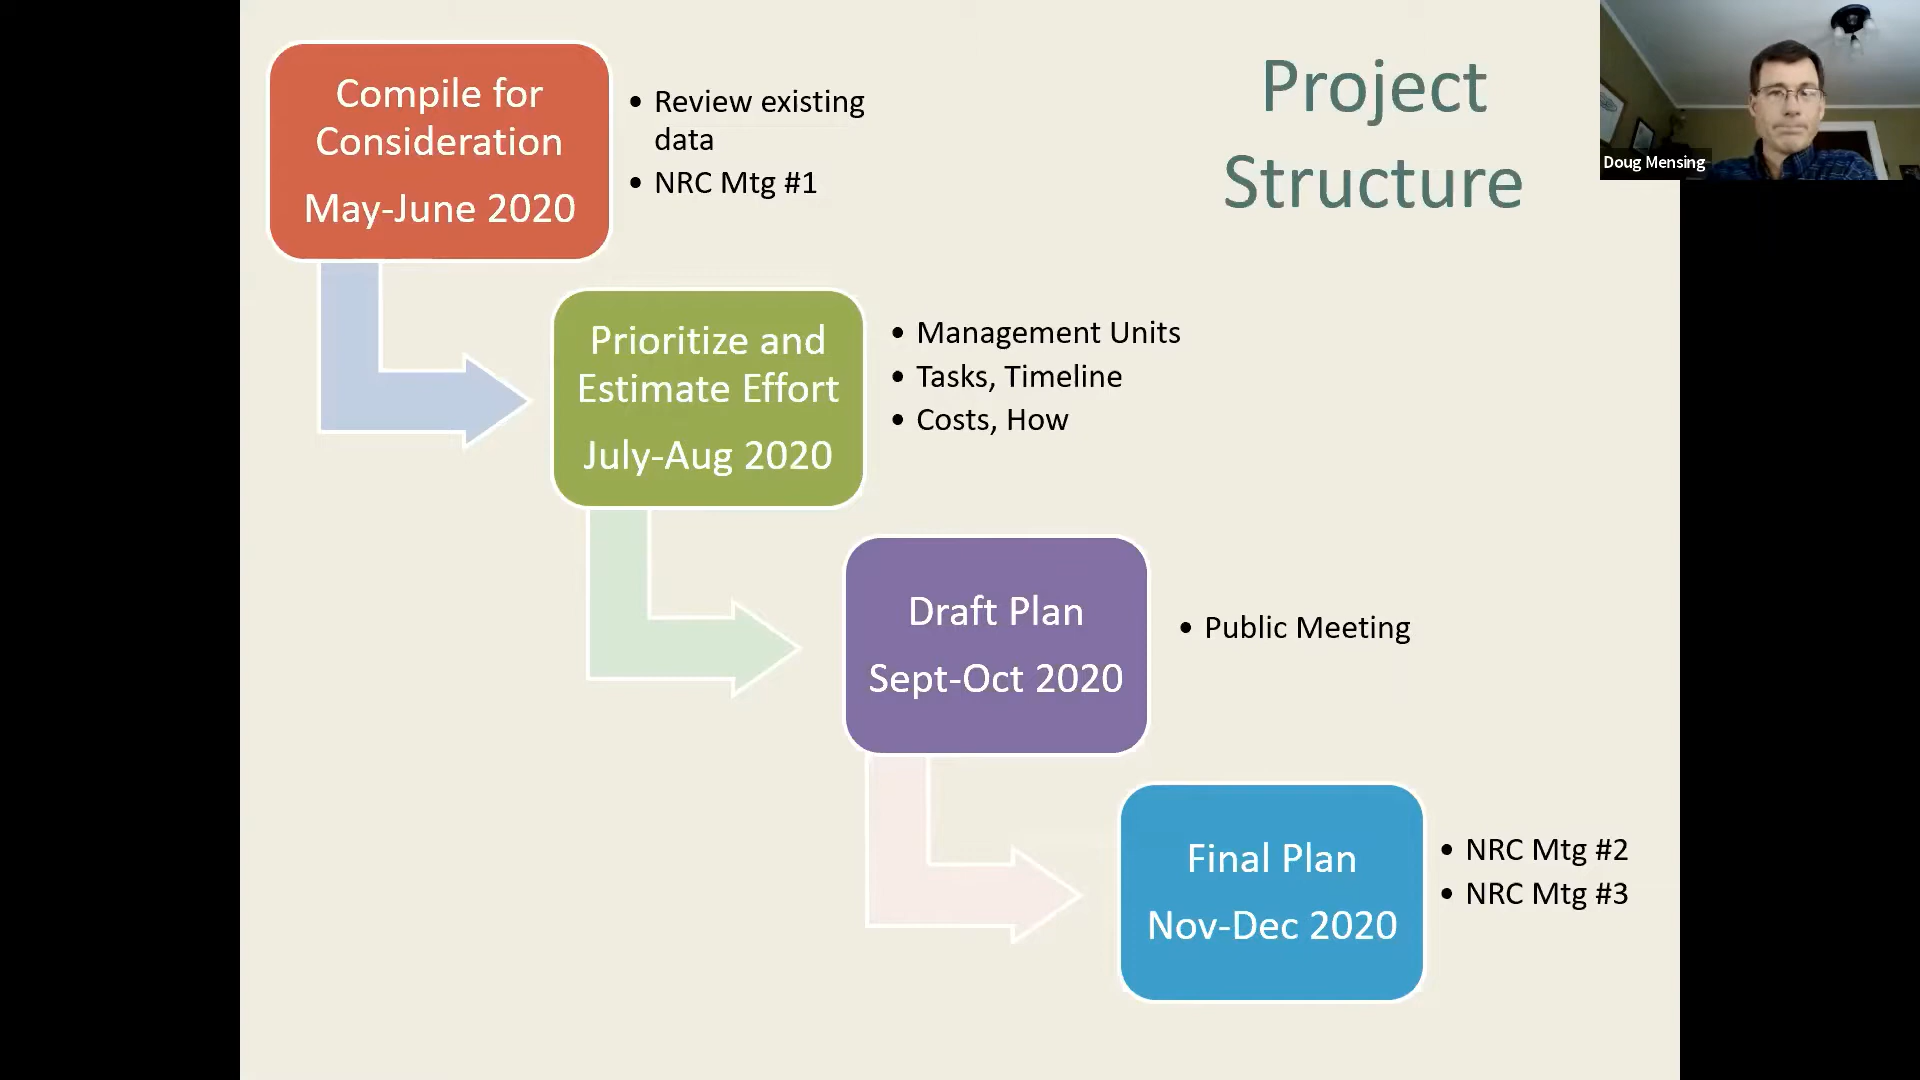 Project
Structure
Compile for
Consideration
May-June 2020
• Review existing
data
• NRC Mtg #1
Prioritize and
Estimate Effort
July-Aug 2020
• Management Units
• Tasks, Timeline
• Costs, How
Draft Plan
Sept-Oct 2020
• Public Meeting
Final Plan
Nov-Dec 2020
• NRC Mtg #2
• NRC Mtg #3
Doug Mensing